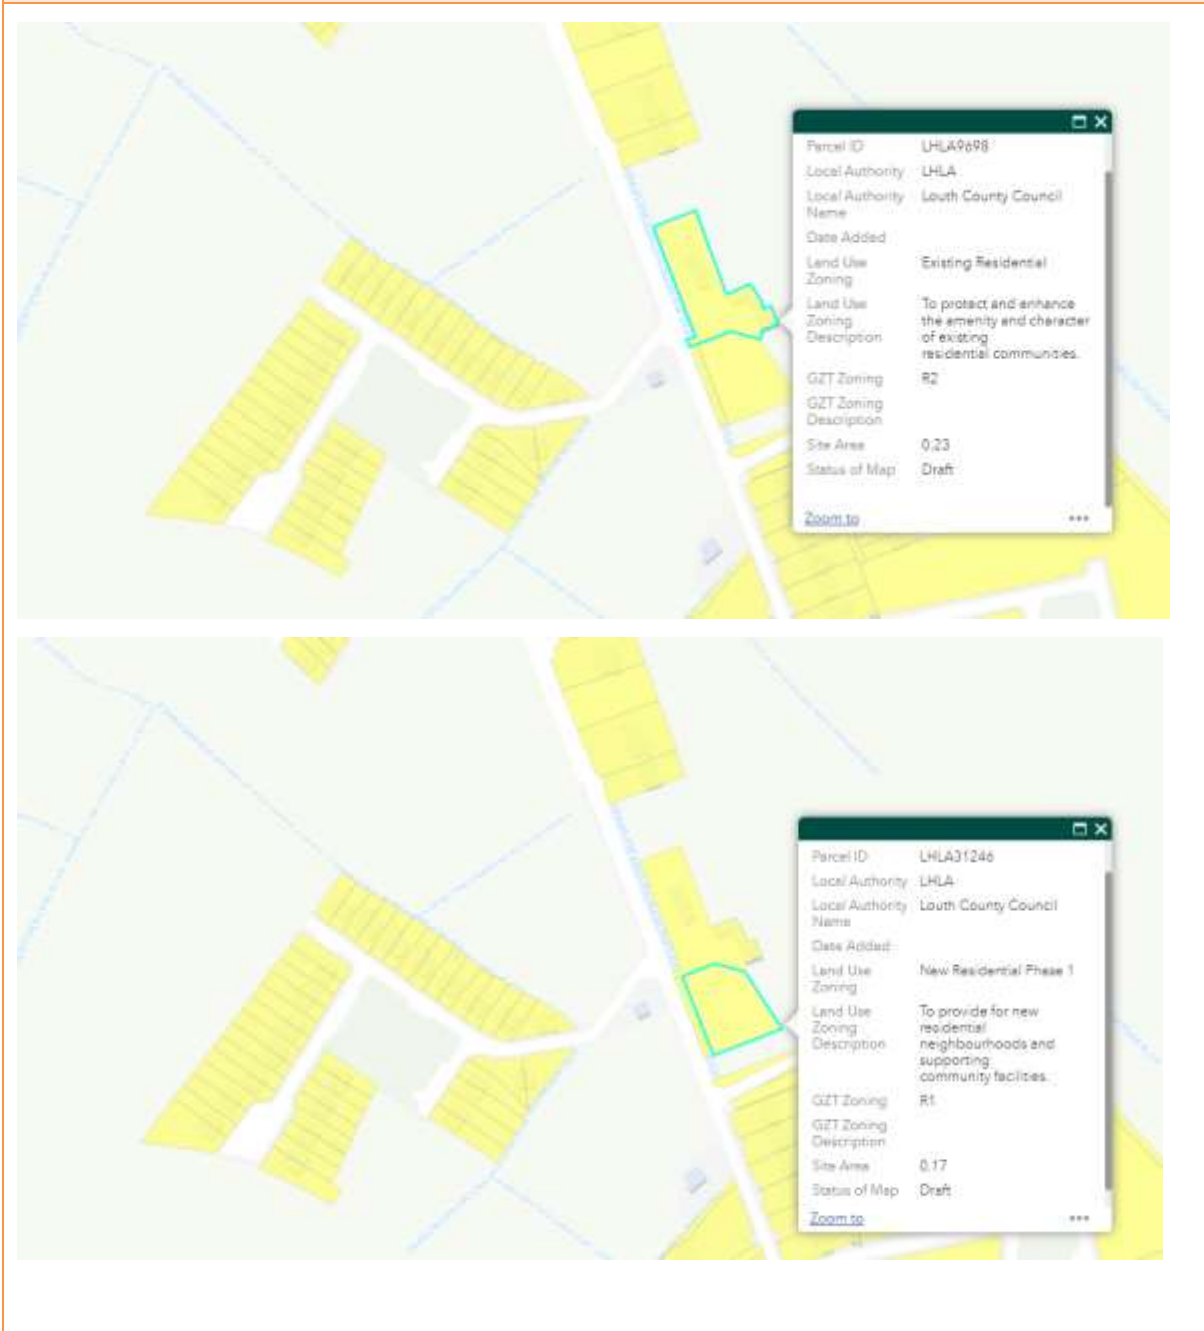 Parcel ID LHLA9698
Local Authority LHLA
Local Authority Louth County Council
Name
Date Added
Land Use Existing Residential
Zoning
Land Use To protect and enhance
Zoning the amenity and character
Description of existing
residential communities.
GZT Zoning R2
GZT Zoning
Description
Site Area 0.23
Status of Map Draft
Zoom to
Parcel ID LHLA31246
Local Authority LHLA
Local Authority Louth County Council
Name
Date Added
Land Use New Residential Phase 1
Zoning
Land Use To provide for new
Zoning residential
Description neighbourhoods and
supporting
community facilities.
GZT Zoning R1
GZT Zoning
Description
Site Area 0.17
Status of Map Draft
Zoom to